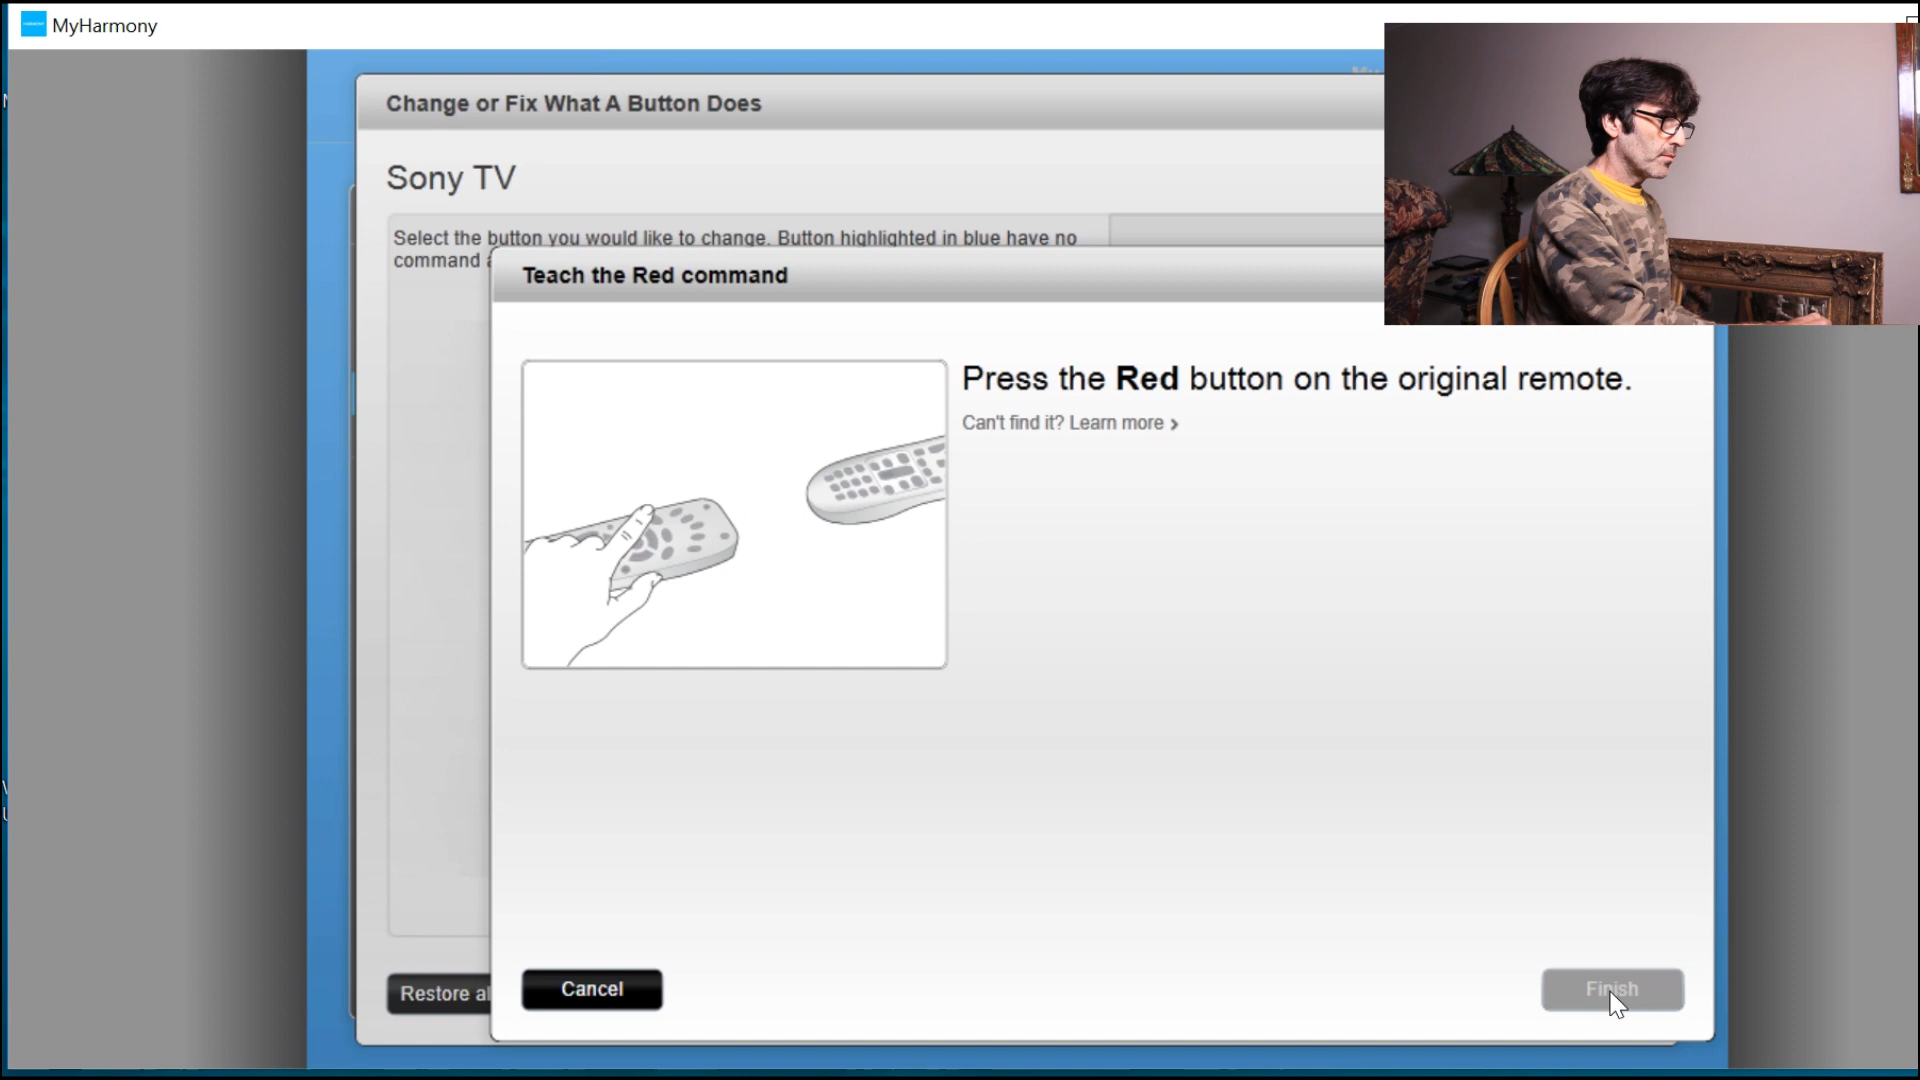 MyHarmony
Change or Fix What A Button Does
Sony TV
Select the button you would like to change. Button highlighted in blue have no
command
Teach the Red command
Press the Red button on the original remote.
Can't find it? Learn more >
Restore
Cancel
Finish